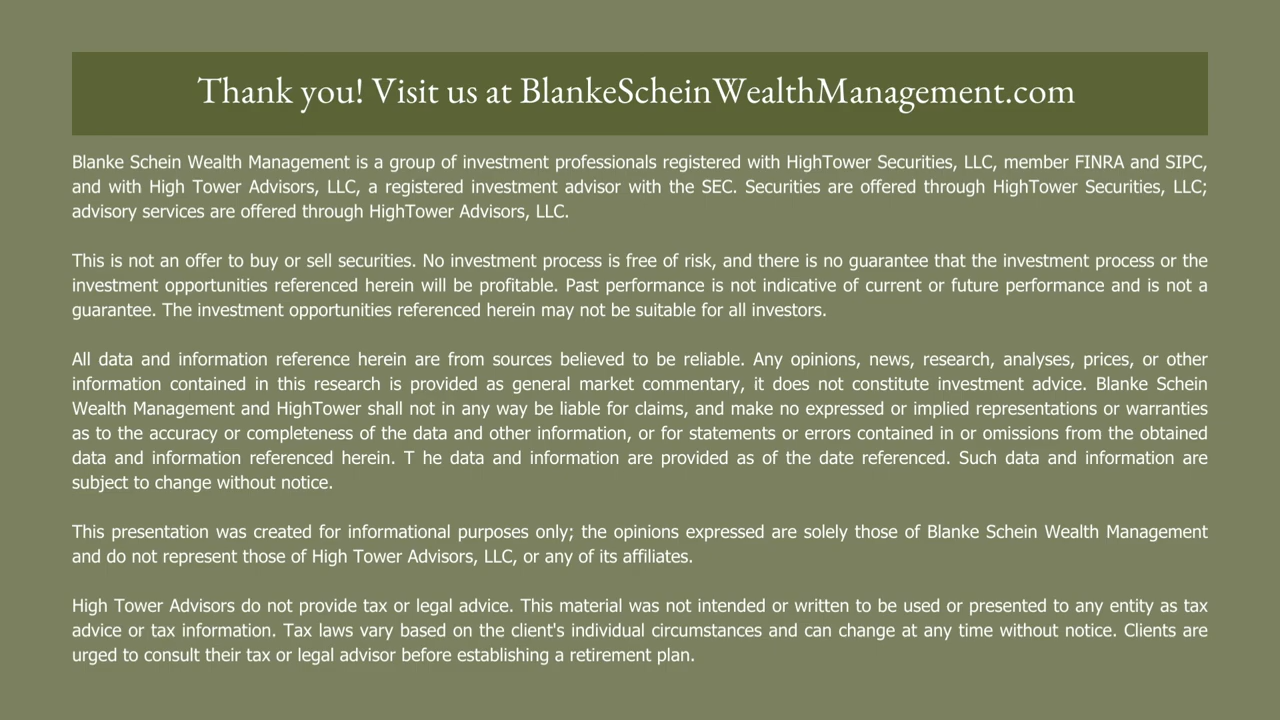 Thank you! Visit us at BlankeScheinWealthManagement.com
Blanke Schein Wealth Management is a group of investment professionals registered with HighTower Securities, LLC, member FINRA and SIPC,
and with High Tower Advisors, LLC, a registered investment advisor with the SEC. Securities are offered through HighTower Securities, LLC;
advisory services are offered through HighTower Advisors, LLC.
This is not an offer to buy or sell securities. No investment process is free of risk, and there is no guarantee that the investment process or the
investment opportunities referenced herein will be profitable. Past performance is not indicative of current or future performance and is not a
guarantee. The investment opportunities referenced herein may not be suitable for all investors.
All data and information reference herein are from sources believed to be reliable. Any opinions, news, research, analyses, prices, or other
information contained in this research is provided as general market commentary, it does not constitute investment advice. Blanke Schein
Wealth Management and HighTower shall not in any way be liable for claims, and make no expressed or implied representations or warranties
as to the accuracy or completeness of the data and other information, or for statements or errors contained in or omissions from the obtained
data and information referenced herein. T he data and information are provided as of the date referenced. Such data and information are
subject to change without notice.
This presentation was created for informational purposes only; the opinions expressed are solely those of Blanke Schein Wealth Management
and do not represent those of High Tower Advisors, LLC, or any of its affiliates.
High Tower Advisors do not provide tax or legal advice. This material was not intended or written to be used or presented to any entity as tax
advice or tax information. Tax laws vary based on the client's individual circumstances and can change at any time without notice. Clients are
urged to consult their tax or legal advisor before establishing a retirement plan.